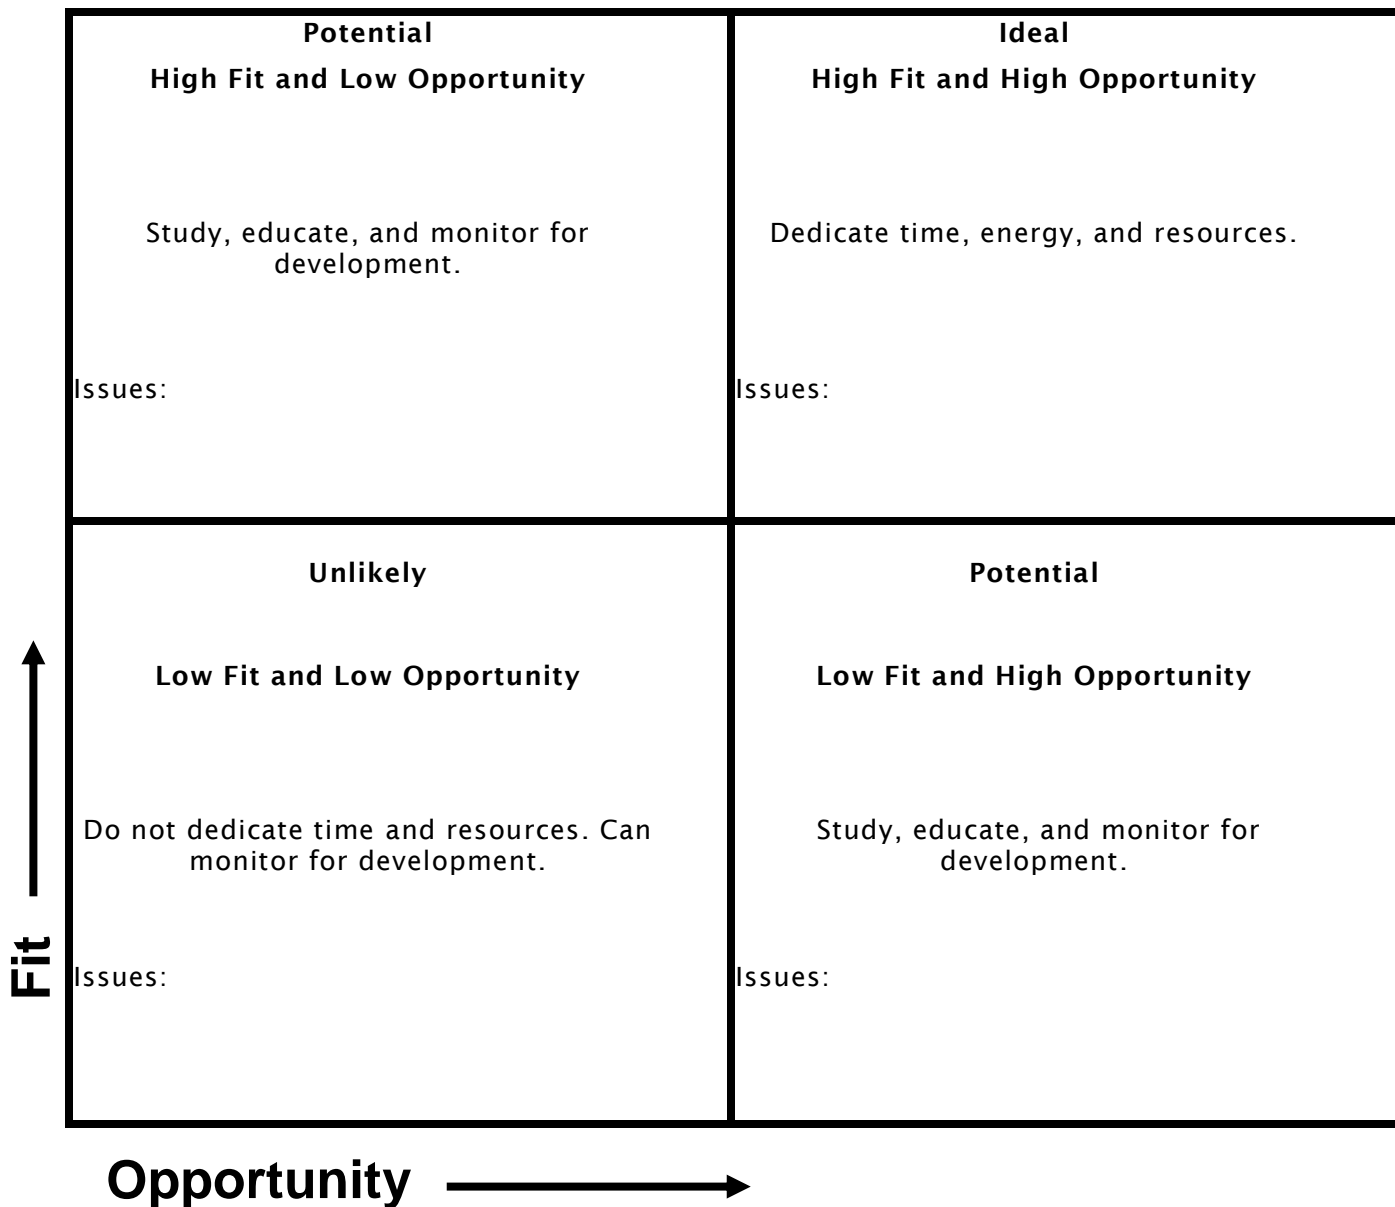 Potential
High Fit and Low Opportunity
Study, educate, and monitor for
development.
Issues:
Ideal
High Fit and High Opportunity
Dedicate time, energy, and resources.
Issues:
Unlikely
Low Fit and Low Opportunity
Do not dedicate time and resources. Can
monitor for development.
Issues:
Potential
Low Fit and High Opportunity
Study, educate, and monitor for
development.
Issues:
Fit
Opportunity